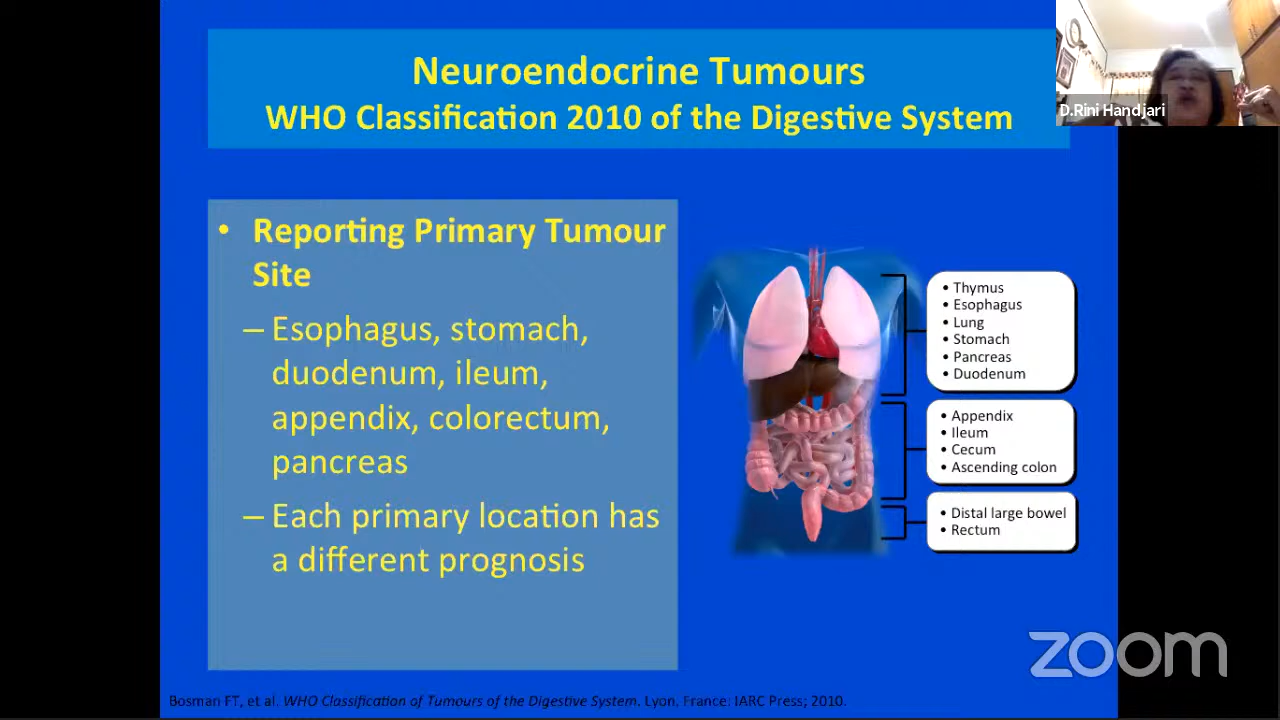 Neuroendocrine Tumours
WHO Classification 2010 of the Digestive System
D.Rini Handjari
• Reporting Primary Tumour
Site
– Esophagus, stomach,
duodenum, ileum,
appendix, colorectum,
pancreas
– Each primary location has
a different prognosis
• Thymus
• Esophagus
• Lung
• Stomach
• Pancreas
• Duodenum
• Appendix
• Ileum
• Cecum
• Ascending colon
• Distal large bowel
• Rectum
zoom
Bosman FT, et al. WHO Classification of Tumours of the Digestive System. Lyon. France: IARC Press; 2010.